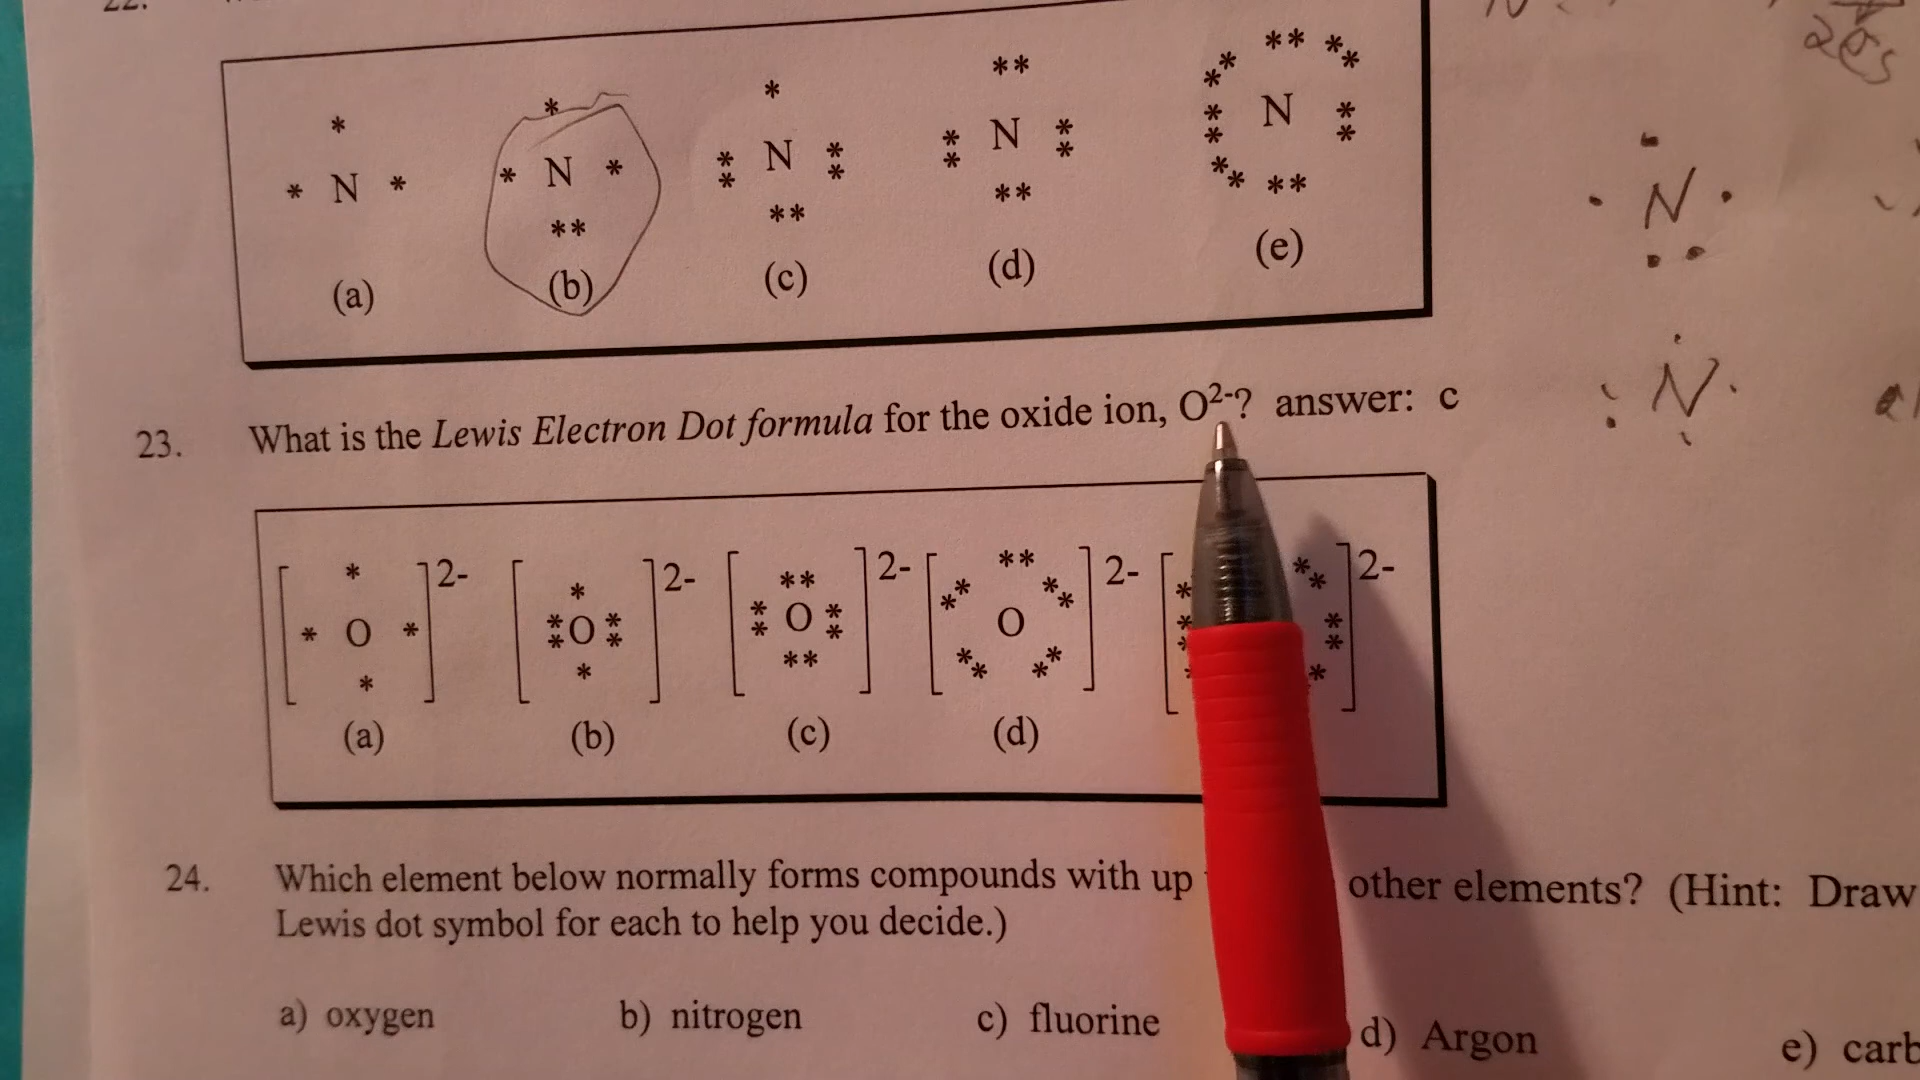 * * ** ** **
* N * * N * ** N ** ** N ** ** N **
** ** ** **
(a) (b) (c) (d) (e)
N
N
23. What is the Lewis Electron Dot formula for the oxide ion, O²⁻? answer: c
[ O ]2- [ O ]2- [ O ]2- [ O ]2- [ ]2-
(a) (b) (c) (d)
24. Which element below normally forms compounds with up other elements? (Hint: Draw
Lewis dot symbol for each to help you decide.)
a) oxygen b) nitrogen c) fluorine d) Argon e) carb